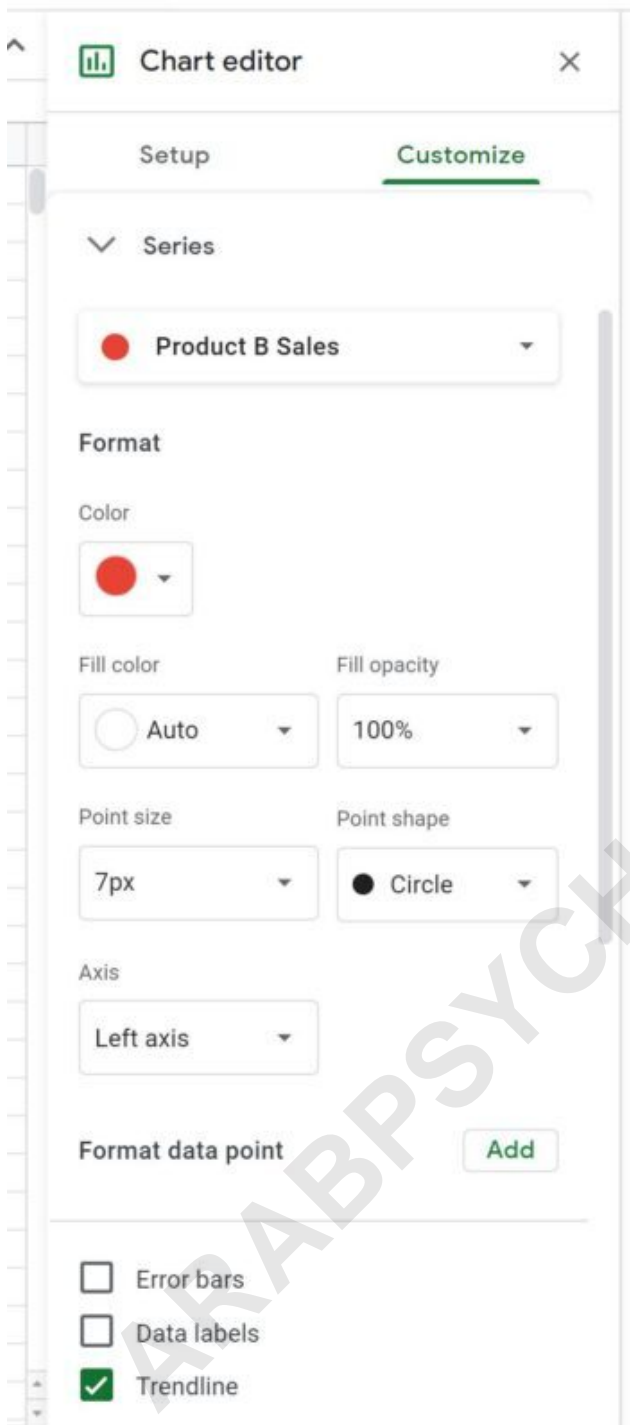 Chart editor
Setup Customize
Series
Product B Sales
Format
Color
Fill color Fill opacity
Auto 100%
Point size Point shape
7px Circle
Axis
Left axis
Format data point Add
Error bars
Data labels
Trendline
ARABPSYCH